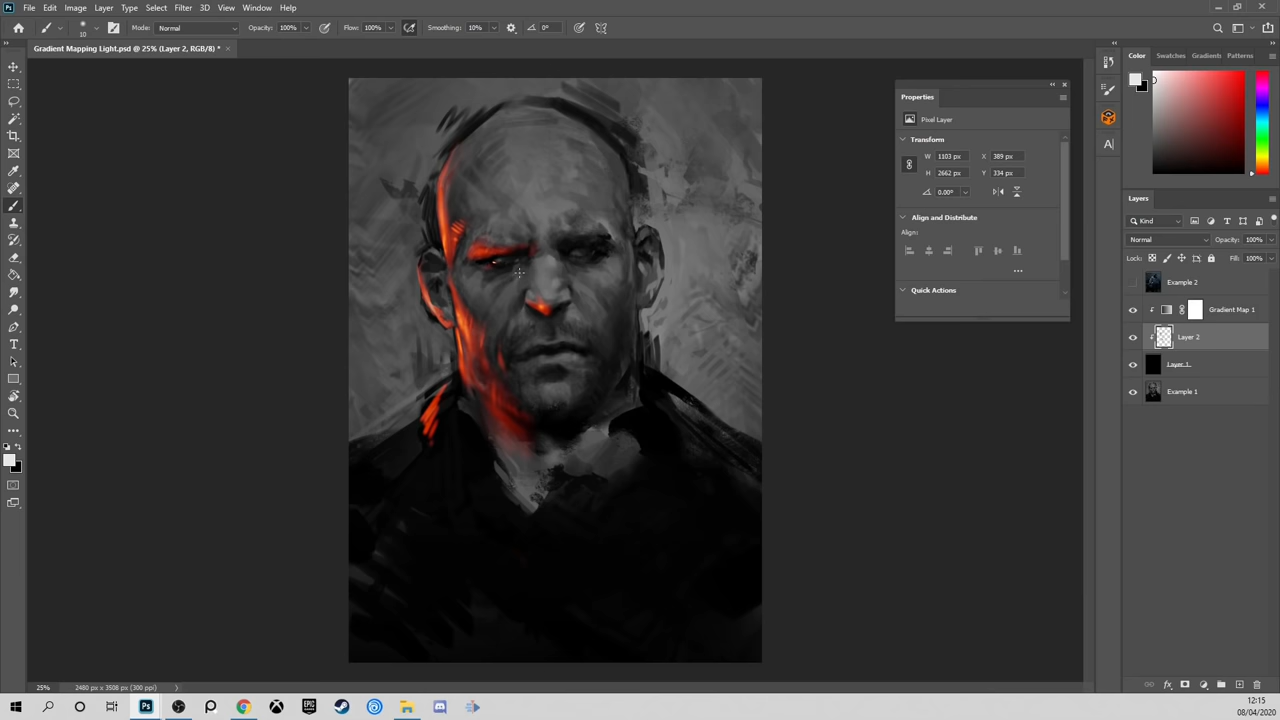 File Edit Image Layer Type Select Filter 3D View Window Help
10 Mode: Normal Opacity: 100% Flow: 100% Smoothing: 10% 0°
Gradient Mapping Light.psd @ 25% (Layer 2, RGB/8) * ×
Properties
Pixel Layer
Transform
W 1103 px X 389 px
H 2662 px Y 334 px
0.00°
Align and Distribute
Align:
Quick Actions
Color Swatches Gradients Patterns
Layers
Kind
Normal Opacity: 100%
Lock: Fill: 100%
Example 2
Gradient Map 1
Layer 2
Layer 1
Example 1
25% 2480 px x 3508 px (300 ppi)
Ps
EPIC
12:15
08/04/2020